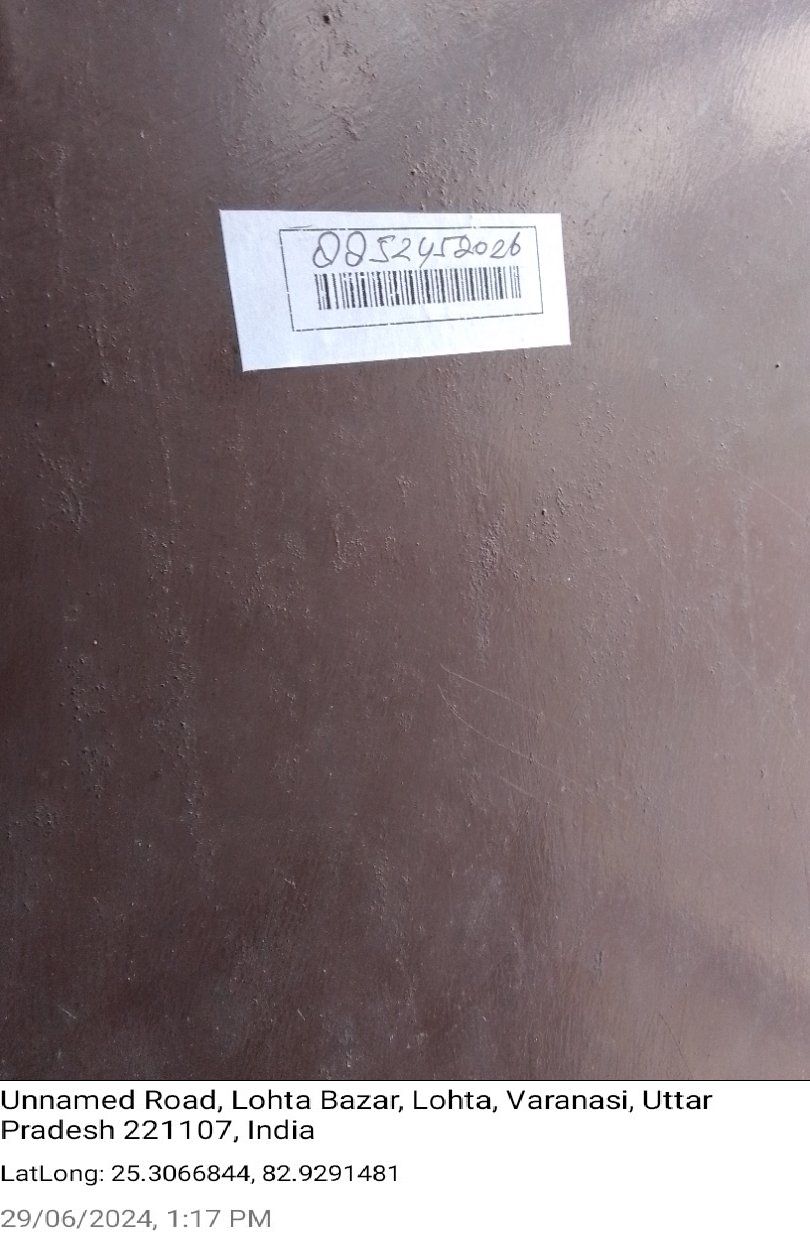 8852452026
Unnamed Road, Lohta Bazar, Lohta, Varanasi, Uttar
Pradesh 221107, India
LatLong: 25.3066844, 82.9291481
29/06/2024, 1:17 PM